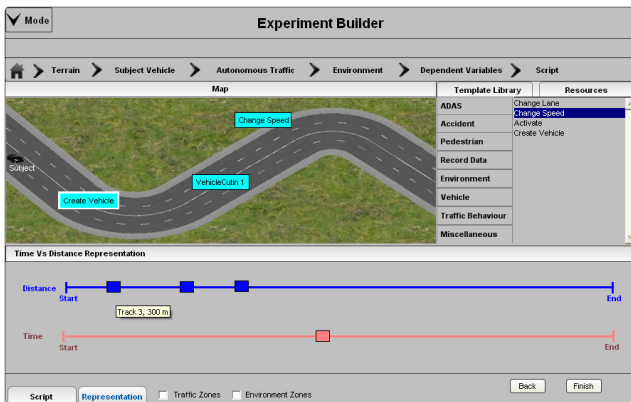 Mode
Experiment Builder
Terrain
Subject Vehicle
Autonomous Traffic
Environment
Dependent Variables
Script
Map
Template Library
Resources
Change Speed
Subject
VehicleCutin 1
Create Vehicle
ADAS
Accident
Pedestrian
Record Data
Environment
Vehicle
Traffic Behaviour
Miscellaneous
Change Lane
Change Speed
Activate
Create Vehicle
Time Vs Distance Representation
Distance
Start
End
Track 3, 300 m
Time
Start
End
Script
Representation
Traffic Zones
Environment Zones
Back
Finish